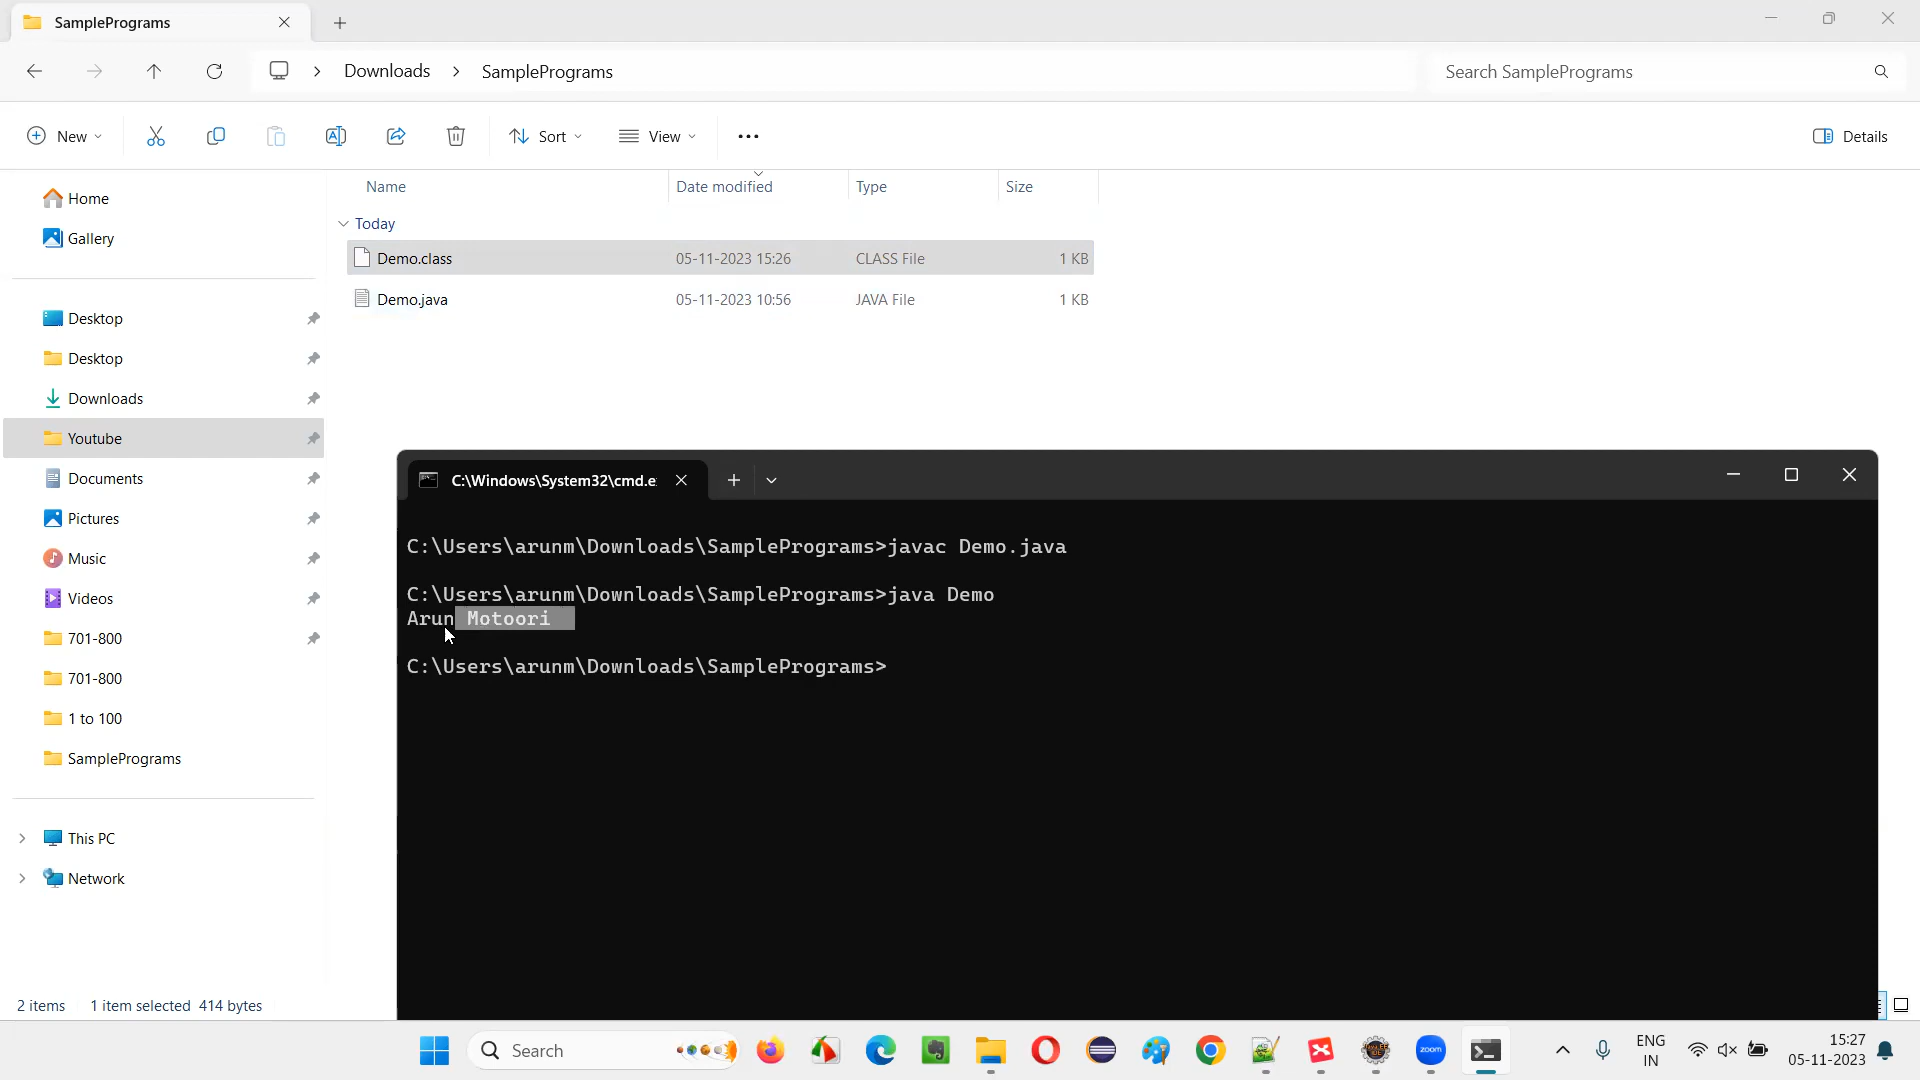 SamplePrograms
Downloads > SamplePrograms
Search SamplePrograms
New
Sort
View
Details
Name Date modified Type Size
Today
Demo.class 05-11-2023 15:26 CLASS File 1 KB
Demo.java 05-11-2023 10:56 JAVA File 1 KB
Home
Gallery
Desktop
Desktop
Downloads
Youtube
Documents
Pictures
Music
Videos
701-800
701-800
1 to 100
SamplePrograms
This PC
Network
2 items 1 item selected 414 bytes
C:\Windows\System32\cmd.e
C:\Users\arunm\Downloads\SamplePrograms>javac Demo.java
C:\Users\arunm\Downloads\SamplePrograms>java Demo
Arun Motoori
C:\Users\arunm\Downloads\SamplePrograms>
Search
zoom
ENG
IN
15:27
05-11-2023